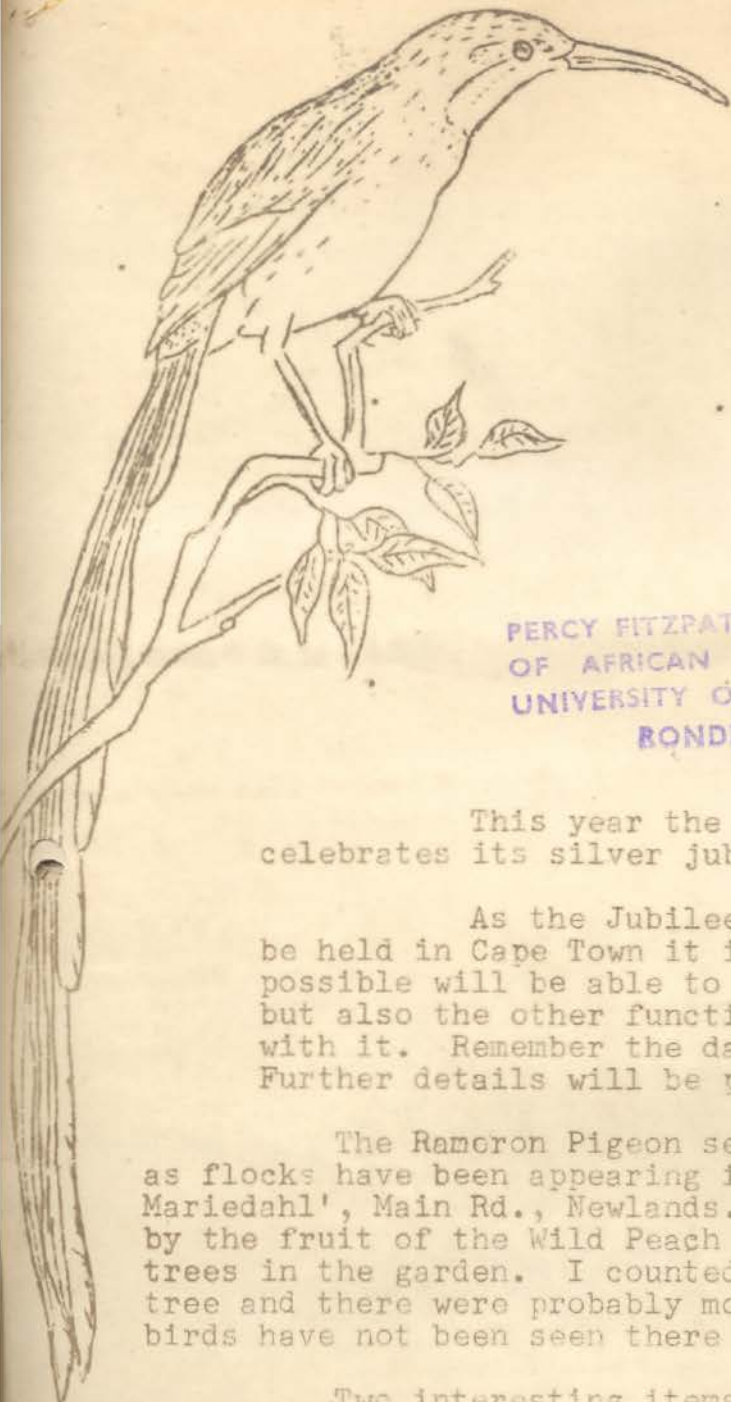 PERCY FITZPAT
OF AFRICAN
UNIVERSITY O
RONDE
This year the
celebrates its silver jub
As the Jubilee
be held in Cape Town it i
possible will be able to
but also the other functi
with it. Remember the da
Further details will be
The Rameron Pigeon se
as flocks have been appearing i
Mariedahl', Main Rd., Newlands.
by the fruit of the Wild Peach
trees in the garden. I counted
tree and there were probably mo
birds have not been seen there
Two interesting items